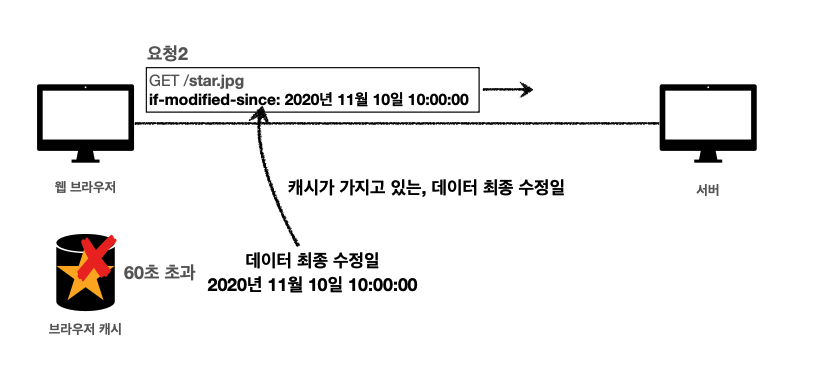 요청2
GET /star.jpg
if-modified-since: 2020년 11월 10일 10:00:00
웹 브라우저
캐시가 가지고 있는, 데이터 최종 수정일
서버
60초 초과
데이터 최종 수정일
2020년 11월 10일 10:00:00
브라우저 캐시